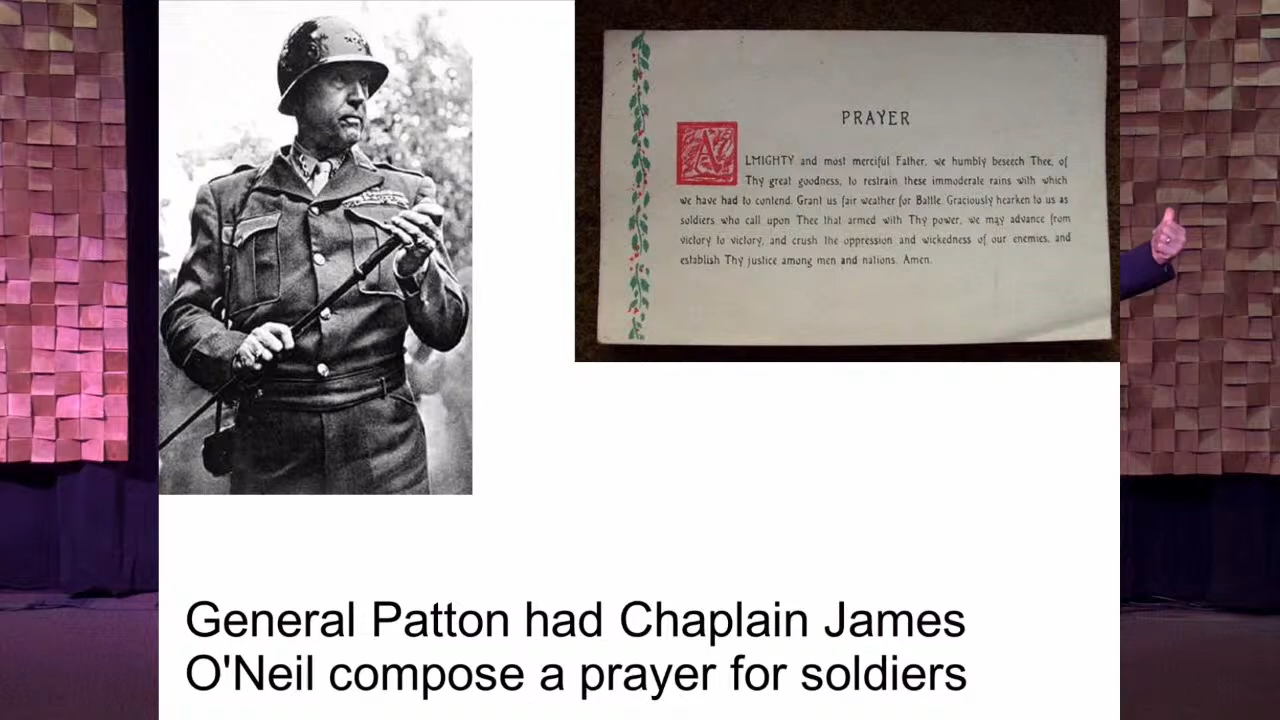 PRAYER
ALMIGHTY and most merciful Father, we humbly beseech Thee, of
Thy great goodness, to restrain these immoderate rains with which
we have had to contend. Grant us fair weather for Battle. Graciously hearken to us as
soldiers who call upon Thee that armed with Thy power, we may advance from
victory to victory, and crush the oppression and wickedness of our enemies, and
establish Thy justice among men and nations. Amen.
General Patton had Chaplain James
O'Neil compose a prayer for soldiers